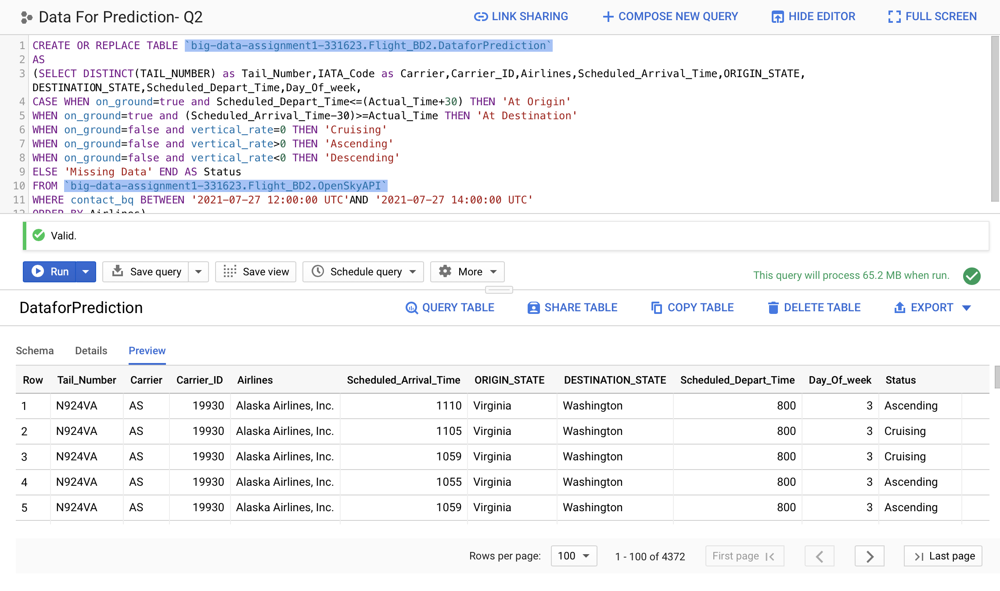 Data For Prediction- Q2 LINK SHARING COMPOSE NEW QUERY HIDE EDITOR FULL SCREEN
1 CREATE OR REPLACE TABLE `big-data-assignment1-331623.Flight_BD2.DataforPrediction`
2 AS
3 (SELECT DISTINCT(TAIL_NUMBER) as Tail_Number,IATA_Code as Carrier,Carrier_ID,Airlines,Scheduled_Arrival_Time,ORIGIN_STATE,
DESTINATION_STATE,Scheduled_Depart_Time,Day_Of_week,
4 CASE WHEN on_ground=true and Scheduled_Depart_Time<=(Actual_Time+30) THEN 'At Origin'
5 WHEN on_ground=true and (Scheduled_Arrival_Time-30)>=Actual_Time THEN 'At Destination'
6 WHEN on_ground=false and vertical_rate=0 THEN 'Cruising'
7 WHEN on_ground=false and vertical_rate>0 THEN 'Ascending'
8 WHEN on_ground=false and vertical_rate<0 THEN 'Descending'
9 ELSE 'Missing Data' END AS Status
10 FROM `big-data-assignment1-331623.Flight_BD2.OpenSkyAPI`
11 WHERE contact_bq BETWEEN '2021-07-27 12:00:00 UTC'AND '2021-07-27 14:00:00 UTC'
12 ORDER BY Airlines)
Valid.
Run Save query Save view Schedule query More This query will process 65.2 MB when run.
DataforPrediction QUERY TABLE SHARE TABLE COPY TABLE DELETE TABLE EXPORT
Schema Details Preview
Row Tail_Number Carrier Carrier_ID Airlines Scheduled_Arrival_Time ORIGIN_STATE DESTINATION_STATE Scheduled_Depart_Time Day_Of_week Status
1 N924VA AS 19930 Alaska Airlines, Inc. 1110 Virginia Washington 800 3 Ascending
2 N924VA AS 19930 Alaska Airlines, Inc. 1105 Virginia Washington 800 3 Cruising
3 N924VA AS 19930 Alaska Airlines, Inc. 1059 Virginia Washington 800 3 Cruising
4 N924VA AS 19930 Alaska Airlines, Inc. 1055 Virginia Washington 800 3 Ascending
5 N924VA AS 19930 Alaska Airlines, Inc. 1059 Virginia Washington 800 3 Ascending
Rows per page: 100 1 - 100 of 4372 First page Last page